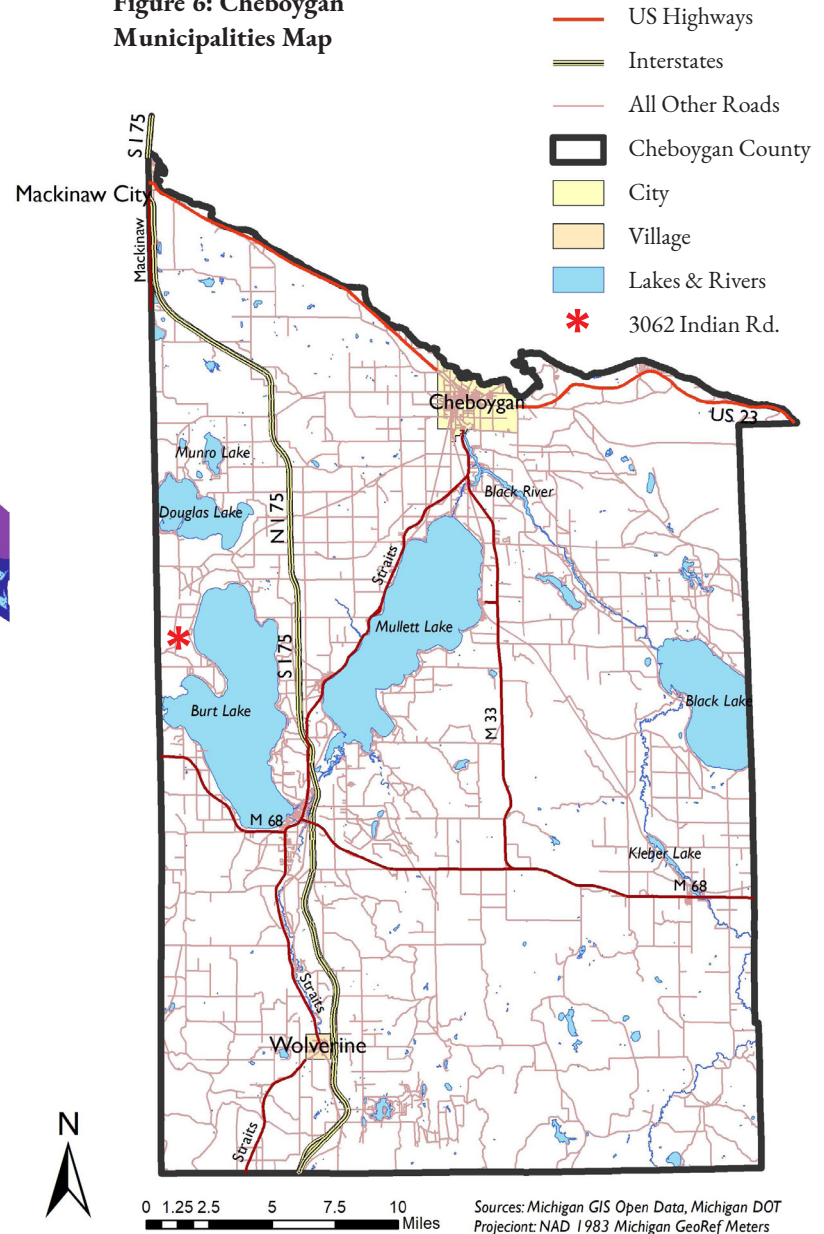 Figure 6: Cheboygan
Municipalities Map
US Highways
Interstates
All Other Roads
Cheboygan County
City
Village
Lakes & Rivers
3062 Indian Rd.
S I 75
Mackinaw City
Mackinaw
Cheboygan
US 23
Munro Lake
Douglas Lake
N I 75
Black River
Straits
Mullett Lake
S I 75
Burt Lake
Black Lake
M 33
M 68
Kleber Lake
M 68
Straits
Wolverine
Straits
N
0 1.25 2.5 5 7.5 10
Miles
Sources: Michigan GIS Open Data, Michigan DOT
Projeciont: NAD 1983 Michigan GeoRef Meters